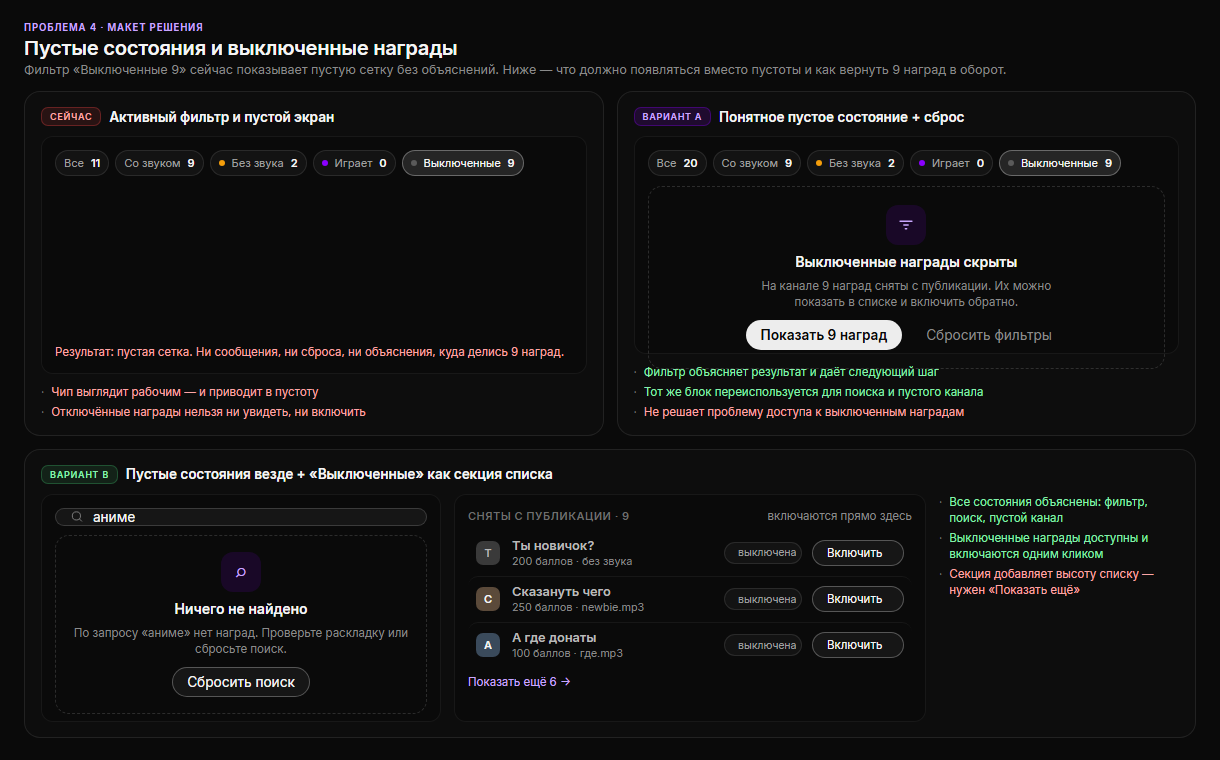 ПРОБЛЕМА 4 · МАКЕТ РЕШЕНИЯ
Пустые состояния и выключенные награды
Фильтр «Выключенные 9» сейчас показывает пустую сетку без объяснений. Ниже — что должно появляться вместо пустоты и как вернуть 9 наград в оборот.
СЕЙЧАС Активный фильтр и пустой экран
Все 11 Со звуком 9 Без звука 2 Играет 0 Выключенные 9
Результат: пустая сетка. Ни сообщения, ни сброса, ни объяснения, куда делись 9 наград.
· Чип выглядит рабочим — и приводит в пустоту
· Отключённые награды нельзя ни увидеть, ни включить
ВАРИАНТ A Понятное пустое состояние + сброс
Все 20 Со звуком 9 Без звука 2 Играет 0 Выключенные 9
Выключенные награды скрыты
На канале 9 наград сняты с публикации. Их можно
показать в списке и включить обратно.
Показать 9 наград Сбросить фильтры
· Фильтр объясняет результат и даёт следующий шаг
· Тот же блок переиспользуется для поиска и пустого канала
· Не решает проблему доступа к выключенным наградам
ВАРИАНТ B Пустые состояния везде + «Выключенные» как секция списка
аниме
Ничего не найдено
По запросу «аниме» нет наград. Проверьте раскладку или
сбросьте поиск.
Сбросить поиск
СНЯТЫ С ПУБЛИКАЦИИ · 9 включаются прямо здесь
Т Ты новичок? выключена Включить
200 баллов · без звука
С Сказануть чего выключена Включить
250 баллов · newbie.mp3
А А где донаты выключена Включить
100 баллов · где.mp3
Показать ещё 6 →
· Все состояния объяснены: фильтр,
поиск, пустой канал
· Выключенные награды доступны и
включаются одним кликом
· Секция добавляет высоту списку —
нужен «Показать ещё»